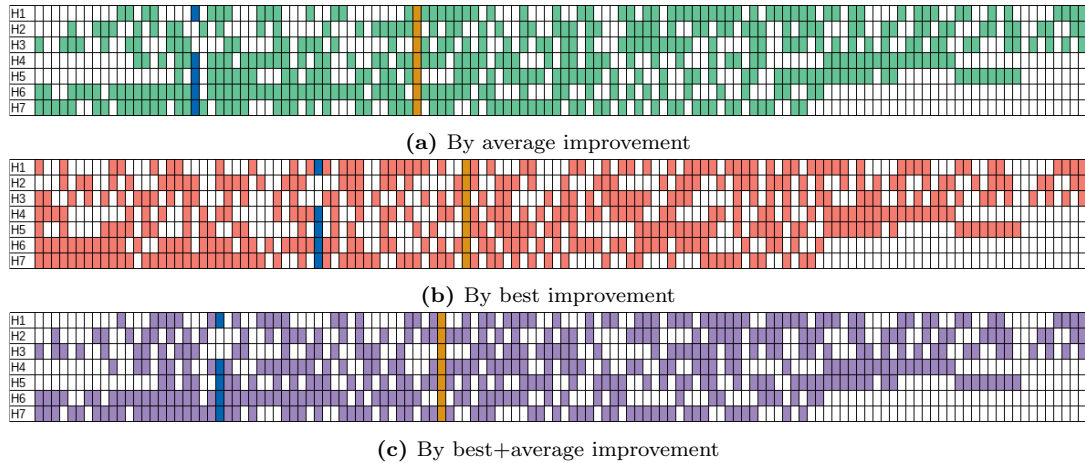 H1
H2
H3
H4
H5
H6
H7
(a) By average improvement
H1
H2
H3
H4
H5
H6
H7
(b) By best improvement
H1
H2
H3
H4
H5
H6
H7
(c) By best+average improvement